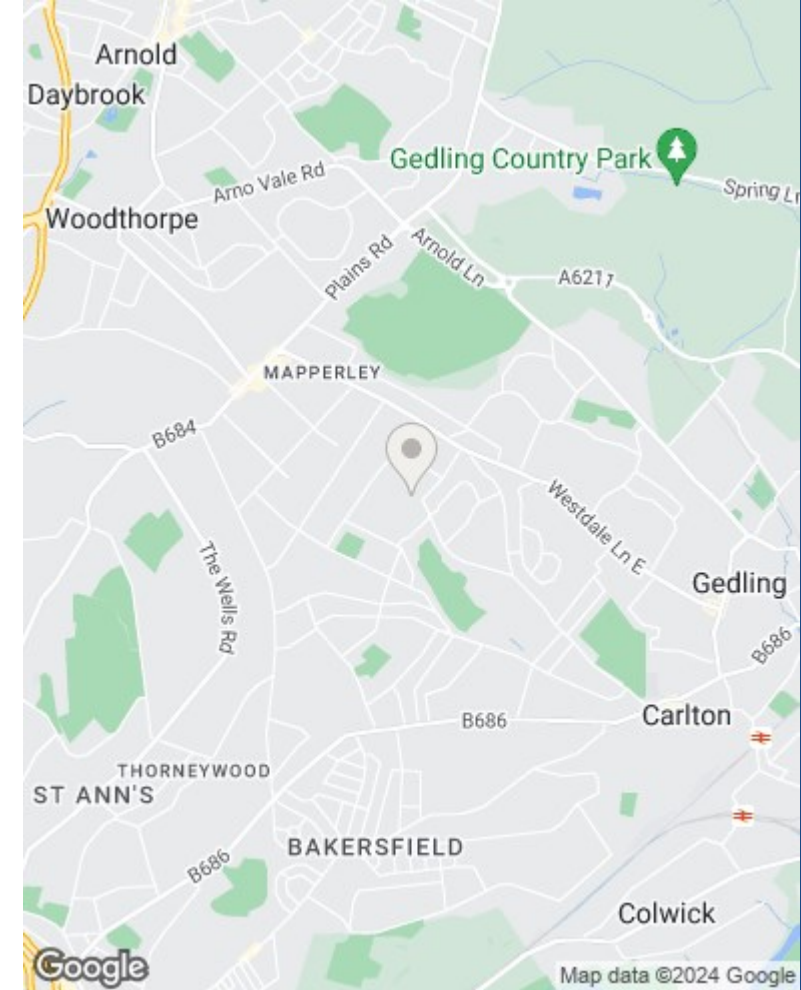 Arnold
Daybrook
Gedling Country Park
Arno Vale Rd
Spring Ln
Woodthorpe
Plains Rd
Arnold Ln
A6211
MAPPERLEY
B684
Westdale Ln E
The Wells Rd
Gedling
B686
Carlton
B686
THORNEYWOOD
ST ANN'S
BAKERSFIELD
B686
Colwick
Google
Map data ©2024 Google